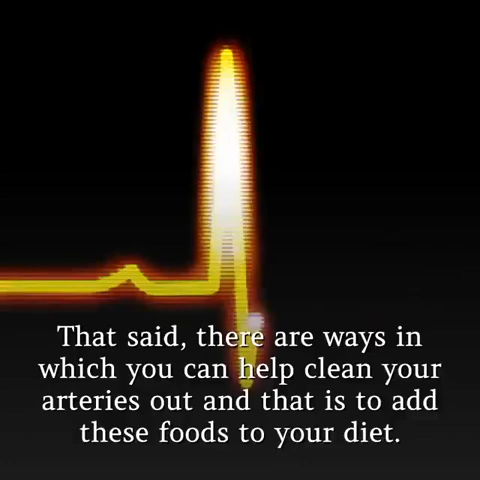 That said, there are ways in
which you can help clean your
arteries out and that is to add
these foods to your diet.